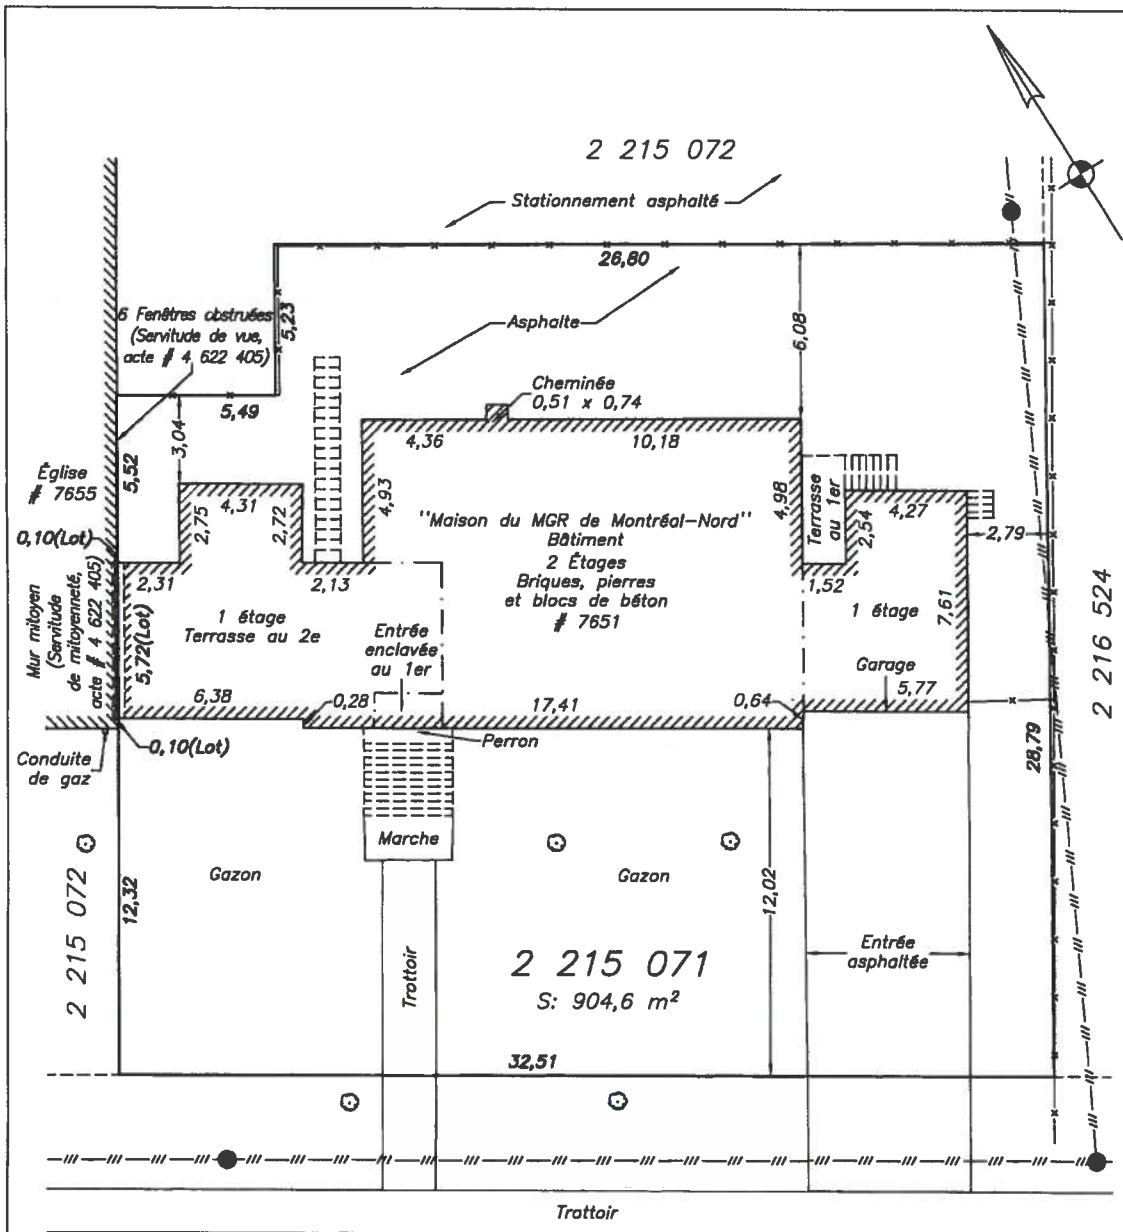 2 215 072
Stationnement asphalté
26,80
6 Fenêtres obstruées
(Servitude de vue,
acte # 4 622 405)
5,23
Asphalte
6,08
5,49
3,04
Cheminée
0,51 x 0,74
4,36
10,18
5,52
Église
# 7655
4,31
2,75
2,72
4,93
4,98
"Maison du MGR de Montréal-Nord"
Bâtiment
2 Étages
Briques, pierres
et blocs de béton
# 7651
Terrasse
au 1er
2,54
4,27
2,79
0,10(Lot)
2,31
2,13
1,52
7,61
Mur mitoyen
(Servitude
de mitoyenneté,
acte # 4 622 405)
5,72(Lot)
1 étage
Terrasse au 2e
Entrée
enclavée
au 1er
1 étage
Garage
5,77
2 216 524
6,38
0,28
17,41
0,64
0,10(Lot)
Perron
Conduite
de gaz
28,79
Marche
Gazon
Gazon
12,32
12,02
2 215 072
Trottoir
2 215 071
S: 904,6 m²
Entrée
asphaltée
32,51
Trottoir